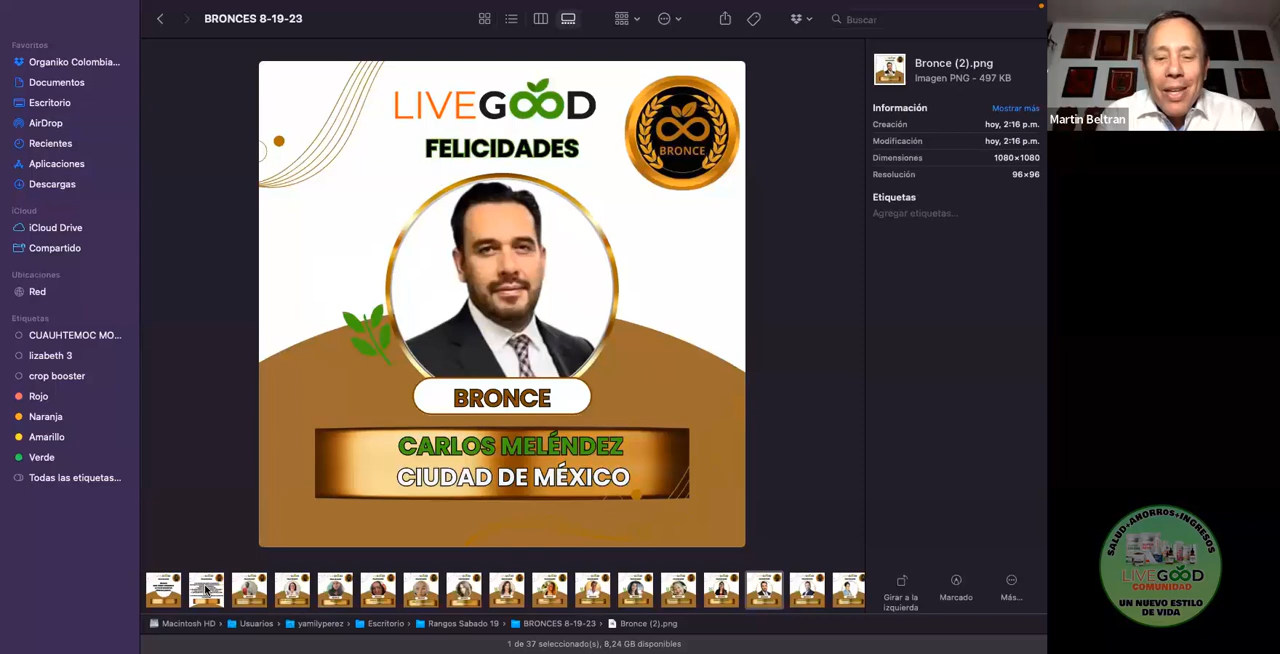 BRONCES 8-19-23
Buscar
Favoritos
Organiko Colombia...
Documentos
Escritorio
AirDrop
Recientes
Aplicaciones
Descargas
iCloud
iCloud Drive
Compartido
Ubicaciones
Red
Etiquetas
CUAUHTEMOC MO...
lizabeth 3
crop booster
Rojo
Naranja
Amarillo
Verde
Todas las etiquetas...
LIVEGOOD
FELICIDADES
BRONCE
BRONCE
CARLOS MELÉNDEZ
CIUDAD DE MÉXICO
Bronce (2).png
Imagen PNG - 497 KB
Información Mostrar más
Creación hoy, 2:16 p.m.
Modificación hoy, 2:16 p.m.
Dimensiones 1080×1080
Resolución 96×96
Etiquetas
Agregar etiquetas...
Girar a la
izquierda
Marcado
Más...
Macintosh HD › Usuarios › yamilyperez › Escritorio › Rangos Sabado 19 › BRONCES 8-19-23 › Bronce (2).png
1 de 37 seleccionado(s), 8,24 GB disponibles
Martin Beltran
SALUD+AHORROS+INGRESOS
LIVEGOOD
COMUNIDAD
UN NUEVO ESTILO
DE VIDA